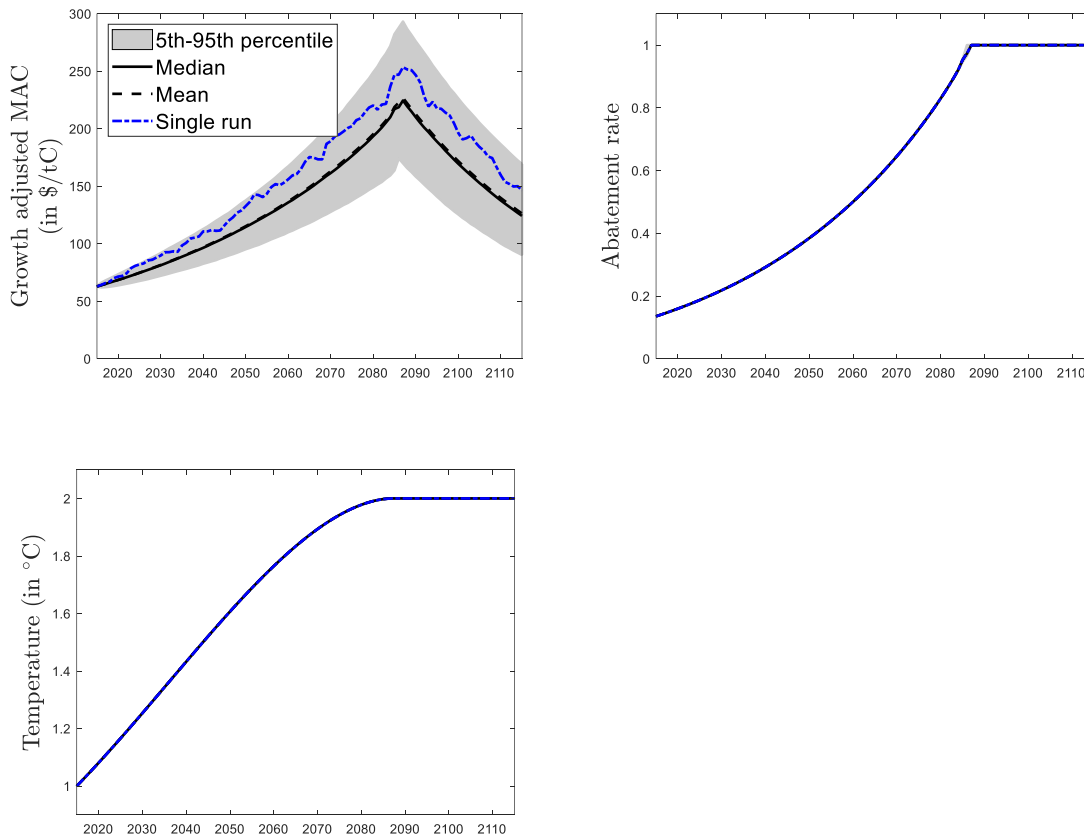 Growth adjusted MAC
(in $/tC)
300
250
200
150
100
50
0
5th-95th percentile
Median
Mean
Single run
2020 2030 2040 2050 2060 2070 2080 2090 2100 2110
Abatement rate
1
0.8
0.6
0.4
0.2
0
2020 2030 2040 2050 2060 2070 2080 2090 2100 2110
Temperature (in °C)
2
1.8
1.6
1.4
1.2
1
2020 2030 2040 2050 2060 2070 2080 2090 2100 2110